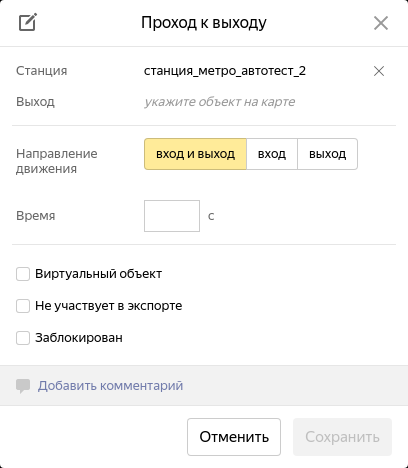 Проход к выходу
Станция станция_метро_автотест_2
Выход укажите объект на карте
Направление движения вход и выход вход выход
Время с
Виртуальный объект
Не участвует в экспорте
Заблокирован
Добавить комментарий
Отменить Сохранить